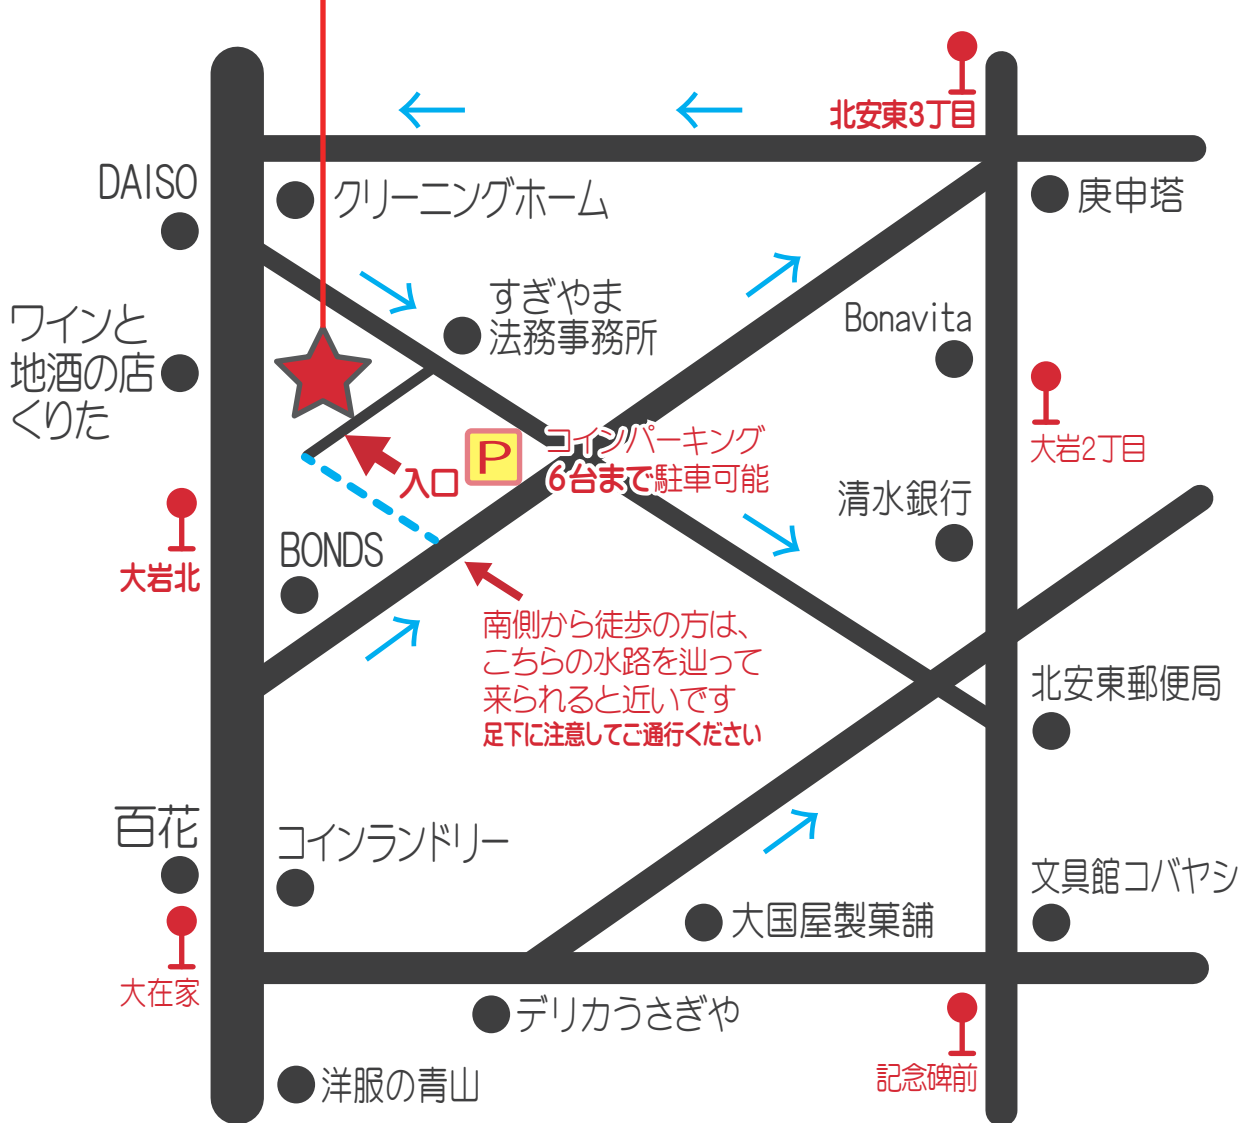 北安東3丁目
DAISO
クリーニングホーム
庚申塔
すぎやま
法務事務所
Bonavita
ワインと
地酒の店
くりた
大岩2丁目
P
コインパーキング
6台まで駐車可能
入口
清水銀行
大岩北
BONDS
南側から徒歩の方は、
こちらの水路を辿って
来られると近いです
足下に注意してご通行ください
北安東郵便局
百花
コインランドリー
文具館コバヤシ
大国屋製菓舗
大在家
デリカうさぎや
記念碑前
洋服の青山